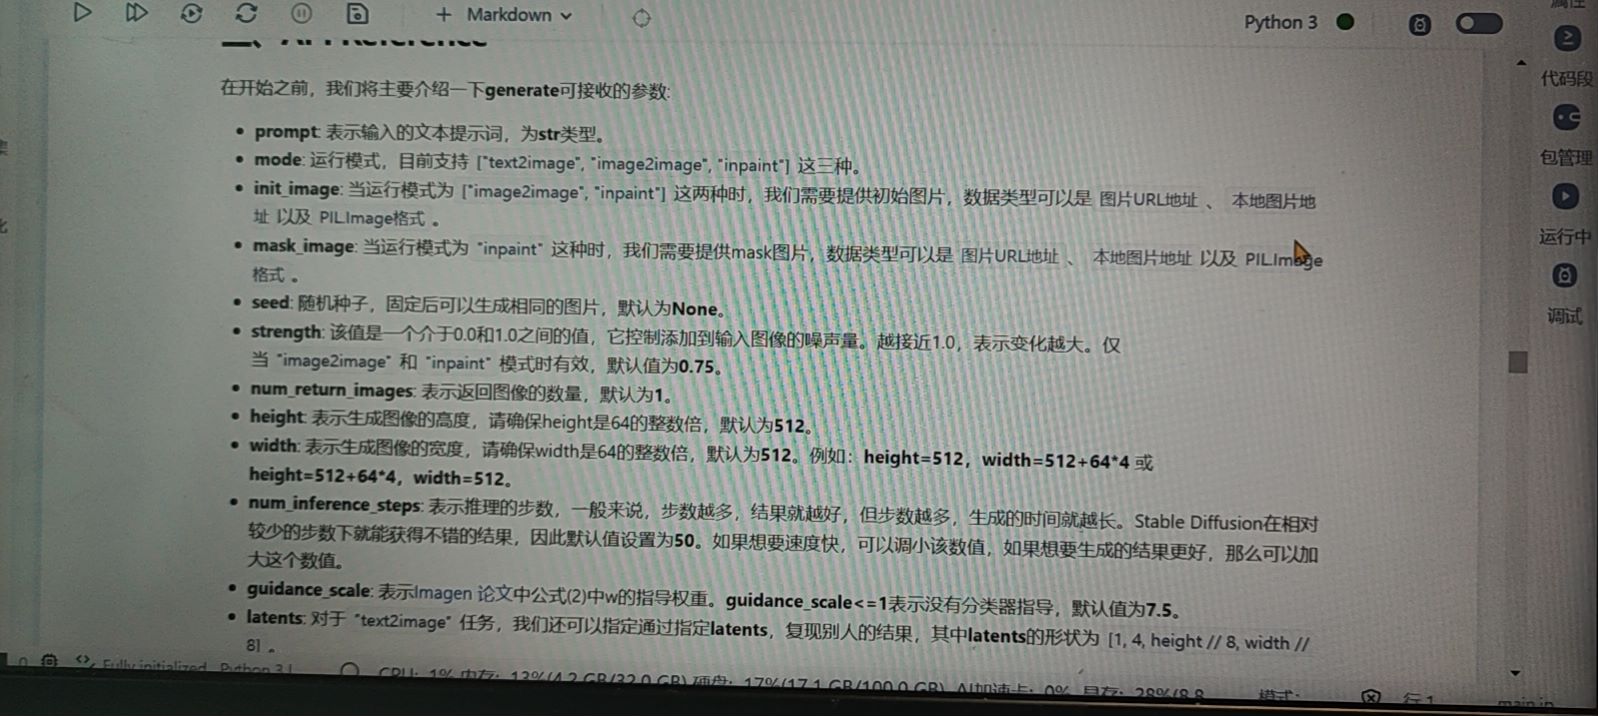 Markdown
Python 3
API Reference
在开始之前，我们将主要介绍一下generate可接收的参数:
• prompt: 表示输入的文本提示词，为str类型。
• mode: 运行模式，目前支持 ["text2image", "image2image", "inpaint"] 这三种。
• init_image: 当运行模式为 ["image2image", "inpaint"] 这两种时，我们需要提供初始图片，数据类型可以是 图片URL地址 、 本地图片地
址 以及 PIL.Image格式 。
• mask_image: 当运行模式为 "inpaint" 这种时，我们需要提供mask图片，数据类型可以是 图片URL地址 、 本地图片地址 以及 PIL.Image
格式 。
• seed: 随机种子，固定后可以生成相同的图片，默认为None。
• strength: 该值是一个介于0.0和1.0之间的值，它控制添加到输入图像的噪声量。越接近1.0，表示变化越大。仅
当 "image2image" 和 "inpaint" 模式时有效，默认值为0.75。
• num_return_images: 表示返回图像的数量，默认为1。
• height: 表示生成图像的高度，请确保height是64的整数倍，默认为512。
• width: 表示生成图像的宽度，请确保width是64的整数倍，默认为512。例如：height=512，width=512+64*4 或
height=512+64*4，width=512。
• num_inference_steps: 表示推理的步数，一般来说，步数越多，结果就越好，但步数越多，生成的时间就越长。Stable Diffusion在相对
较少的步数下就能获得不错的结果，因此默认值设置为50。如果想要速度快，可以调小该数值，如果想要生成的结果更好，那么可以加
大这个数值。
• guidance_scale: 表示Imagen 论文中公式(2)中w的指导权重。guidance_scale<=1表示没有分类器指导，默认值为7.5。
• latents: 对于 "text2image" 任务，我们还可以指定通过指定latents，复现别人的结果，其中latents的形状为 [1, 4, height // 8, width //
8] 。
属性
代码段
包管理
运行中
调试
0 Fully initialized Python 3 | CPU: 1% 内存: 13%(4.2 GB/32.0 GB) 硬盘: 17%(17.1 GB/100.0 GB) AI加速卡: 0% 显存: 28%(8.8 模式: 行 1 main.ip